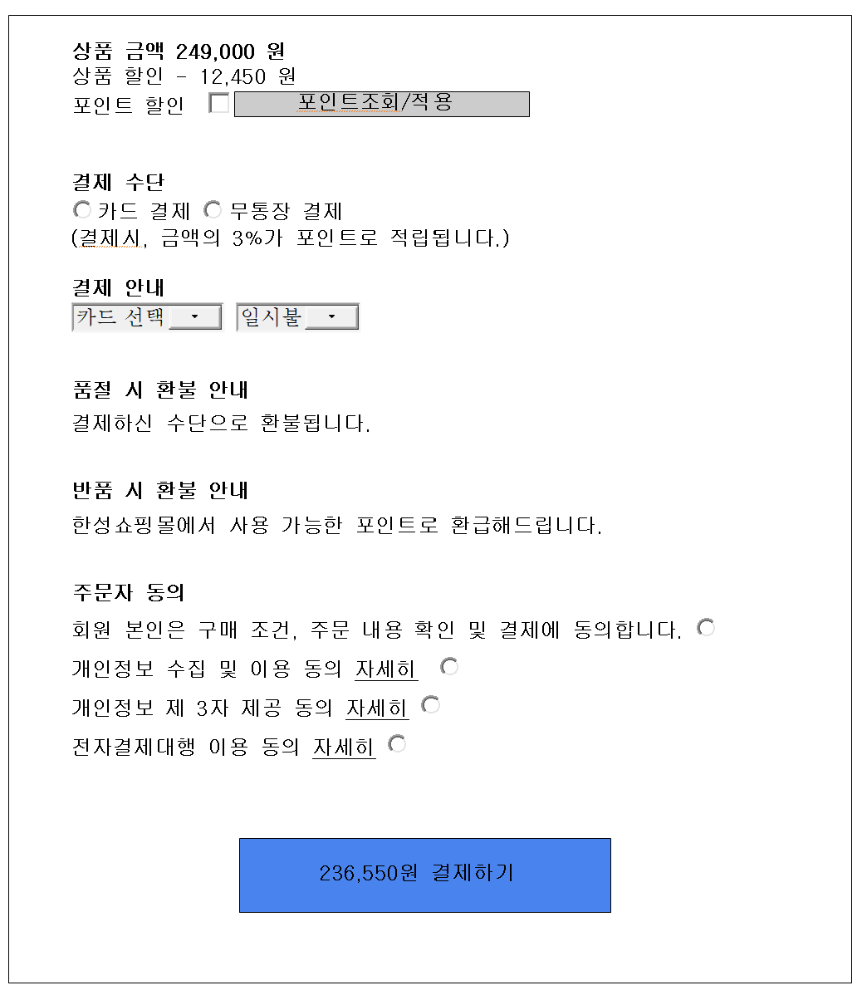 상품 금액 249,000 원
상품 할인 - 12,450 원
포인트 할인 포인트조회/적용
결제 수단
카드 결제 무통장 결제
(결제시, 금액의 3%가 포인트로 적립됩니다.)
결제 안내
카드 선택 일시불
품절 시 환불 안내
결제하신 수단으로 환불됩니다.
반품 시 환불 안내
한성쇼핑몰에서 사용 가능한 포인트로 환급해드립니다.
주문자 동의
회원 본인은 구매 조건, 주문 내용 확인 및 결제에 동의합니다.
개인정보 수집 및 이용 동의 자세히
개인정보 제 3자 제공 동의 자세히
전자결제대행 이용 동의 자세히
236,550원 결제하기